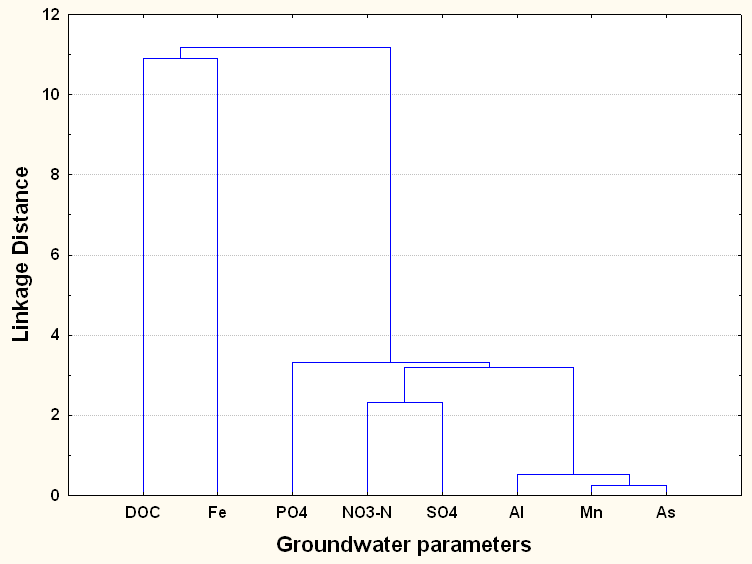 12
10
8
6
4
2
0
Linkage Distance
DOC Fe PO4 NO3-N SO4 Al Mn As
Groundwater parameters